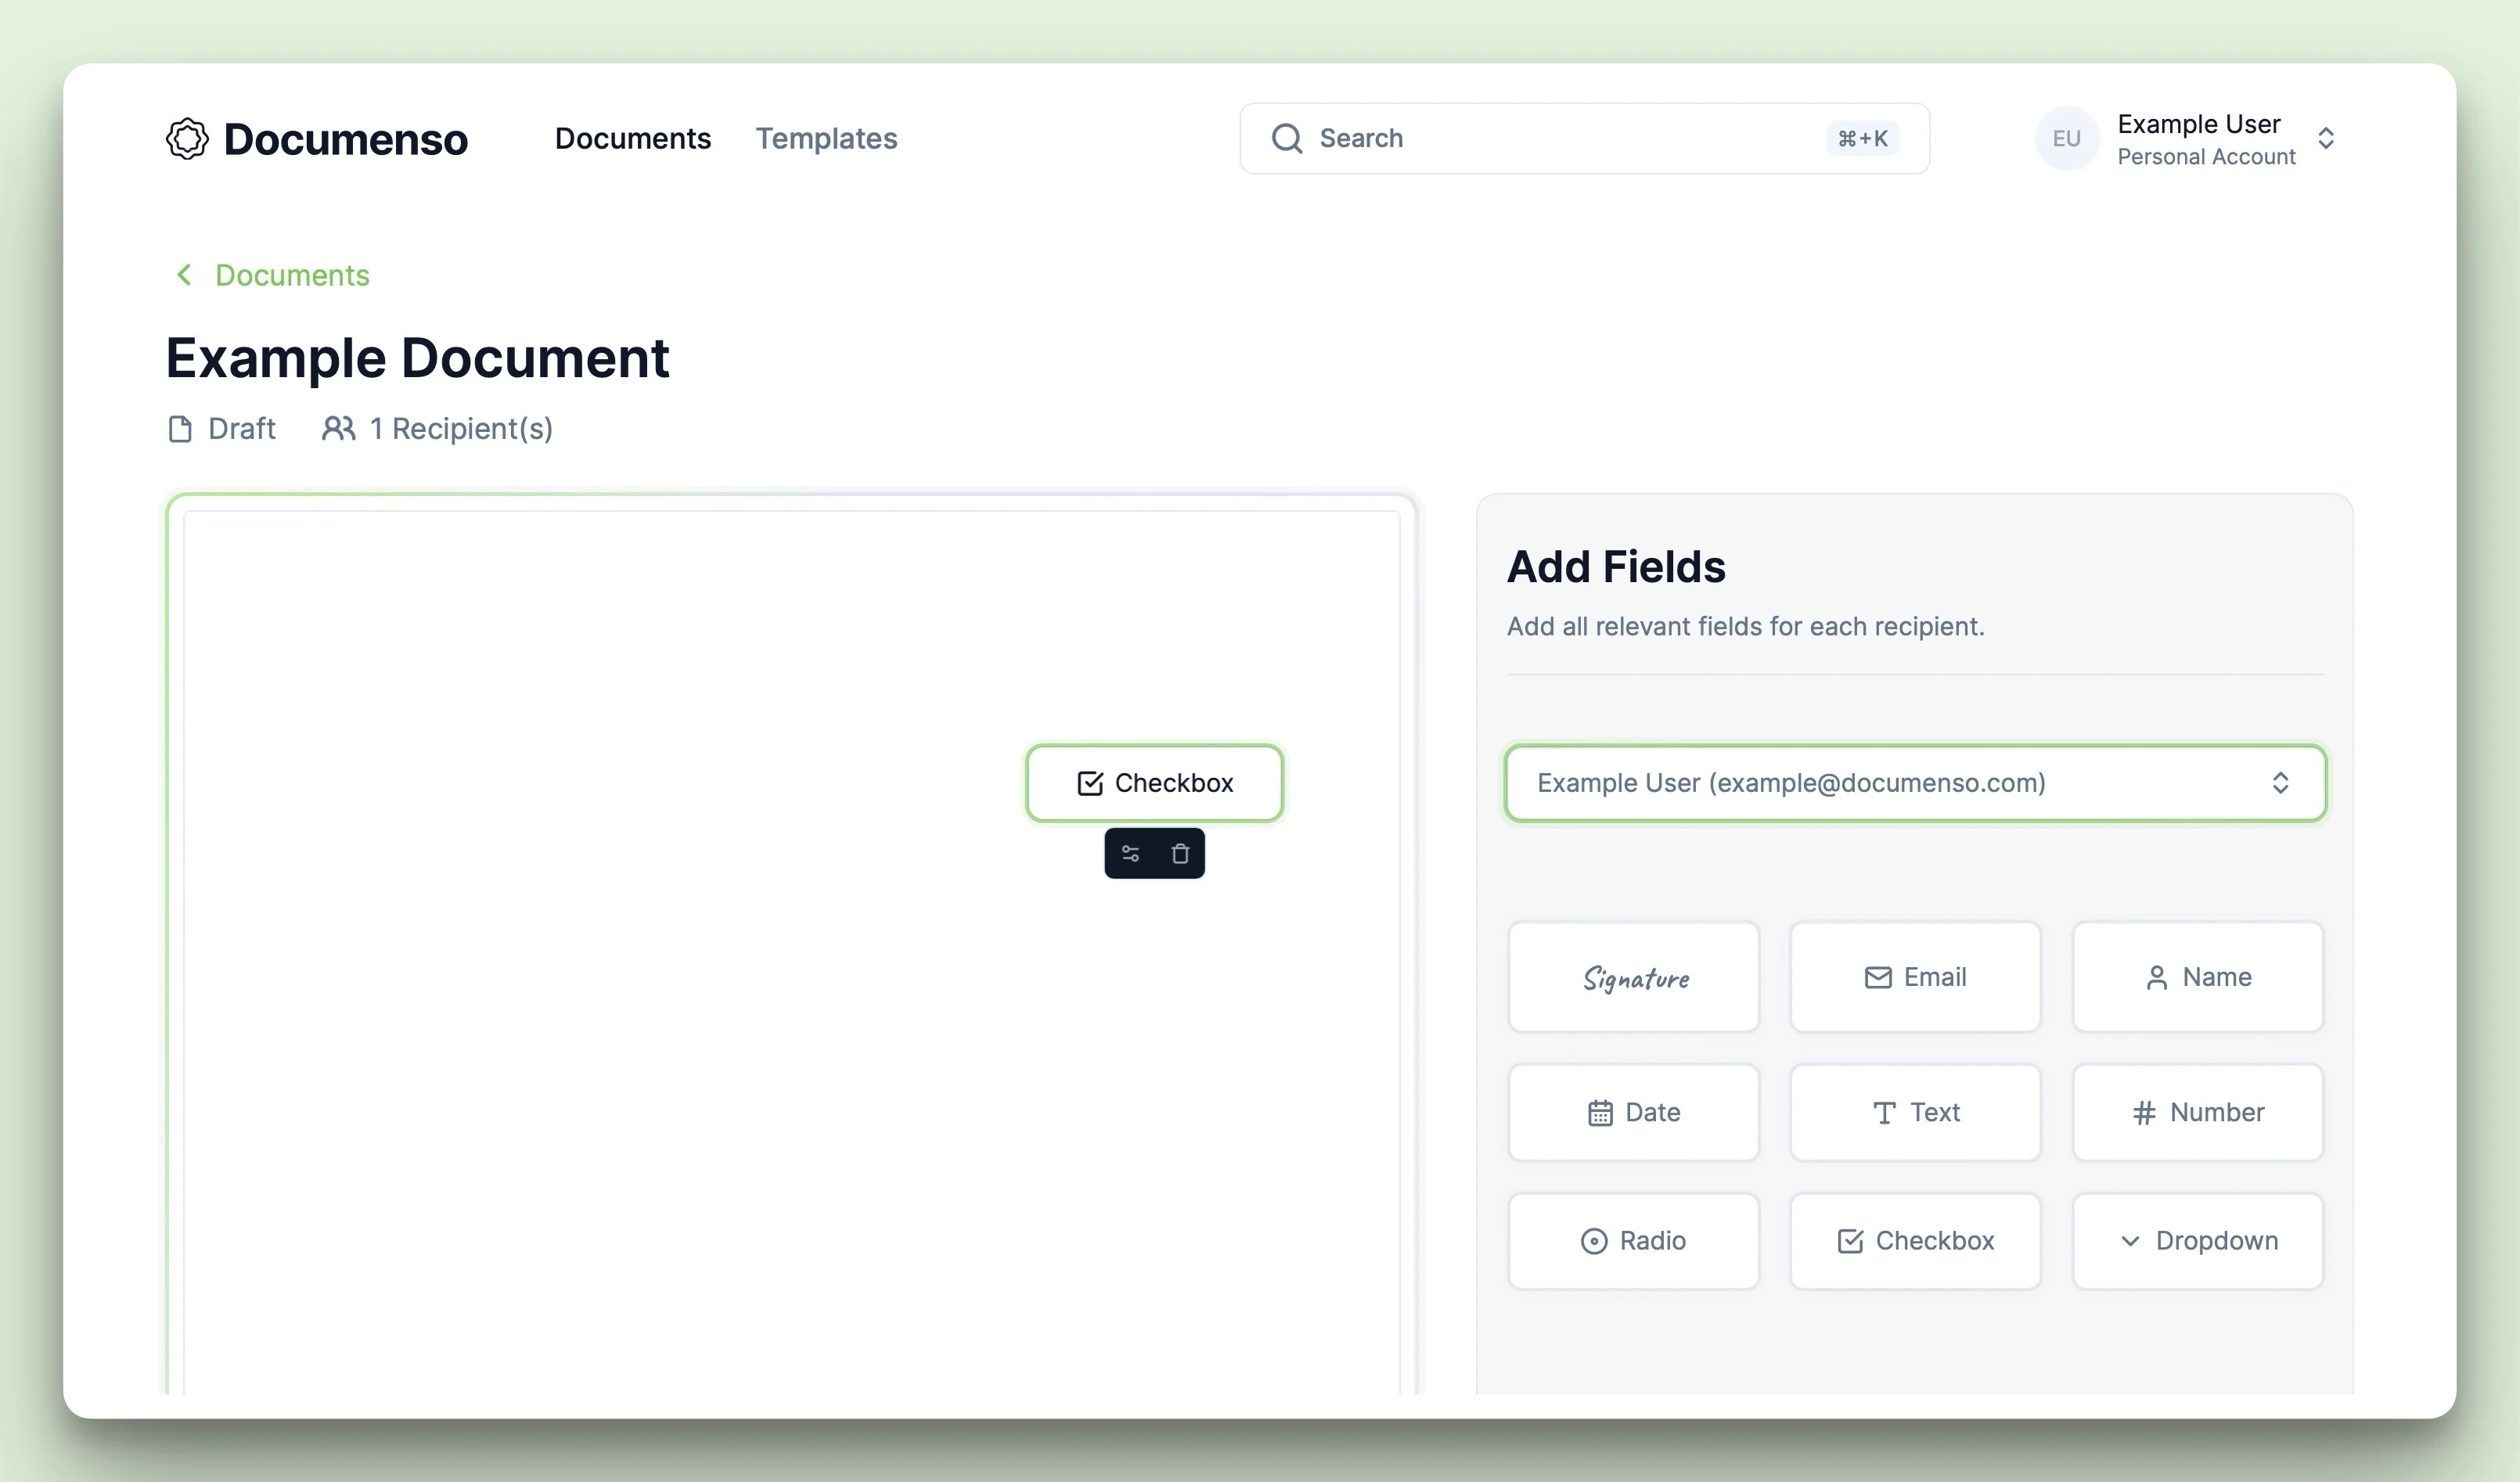 Documenso
Documents
Templates
Search
⌘+K
EU
Example User
Personal Account
Documents
Example Document
Draft
1 Recipient(s)
Checkbox
Add Fields
Add all relevant fields for each recipient.
Example User (example@documenso.com)
Signature
Email
Name
Date
Text
Number
Radio
Checkbox
Dropdown